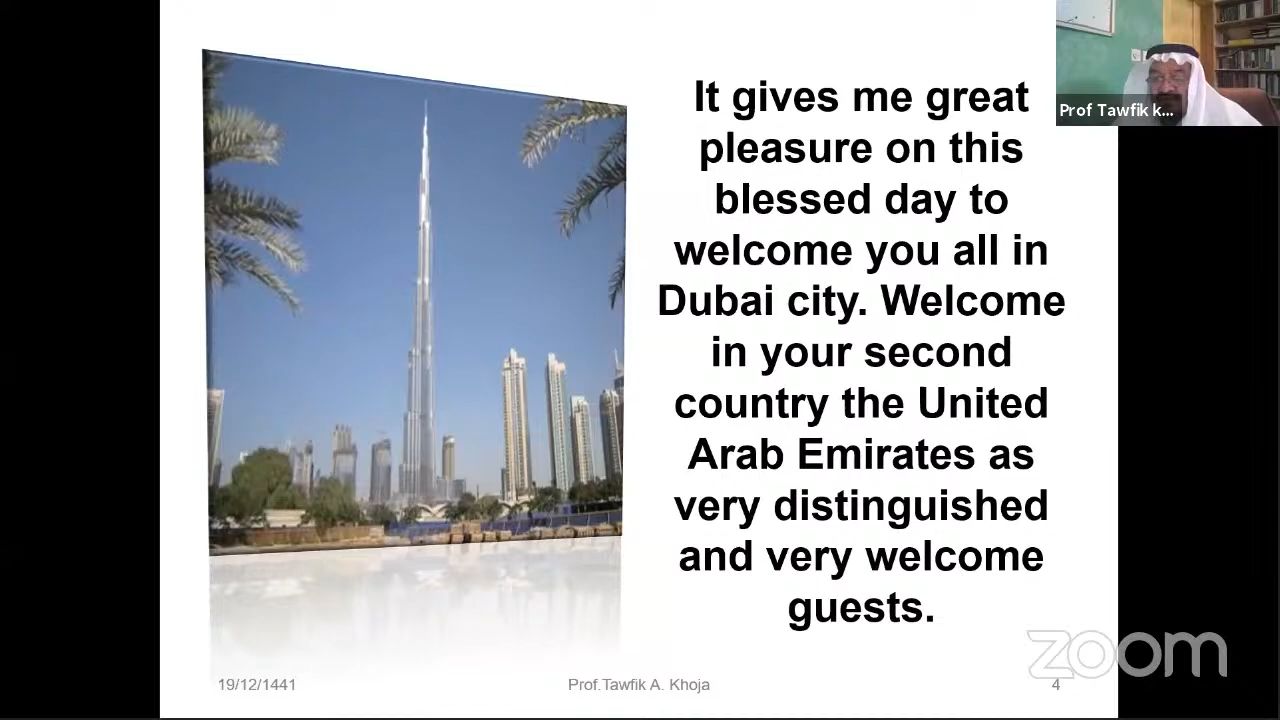 It gives me great
pleasure on this
blessed day to
welcome you all in
Dubai city. Welcome
in your second
country the United
Arab Emirates as
very distinguished
and very welcome
guests.
Prof Tawfik k...
zoom
19/12/1441
Prof.Tawfik A. Khoja
4